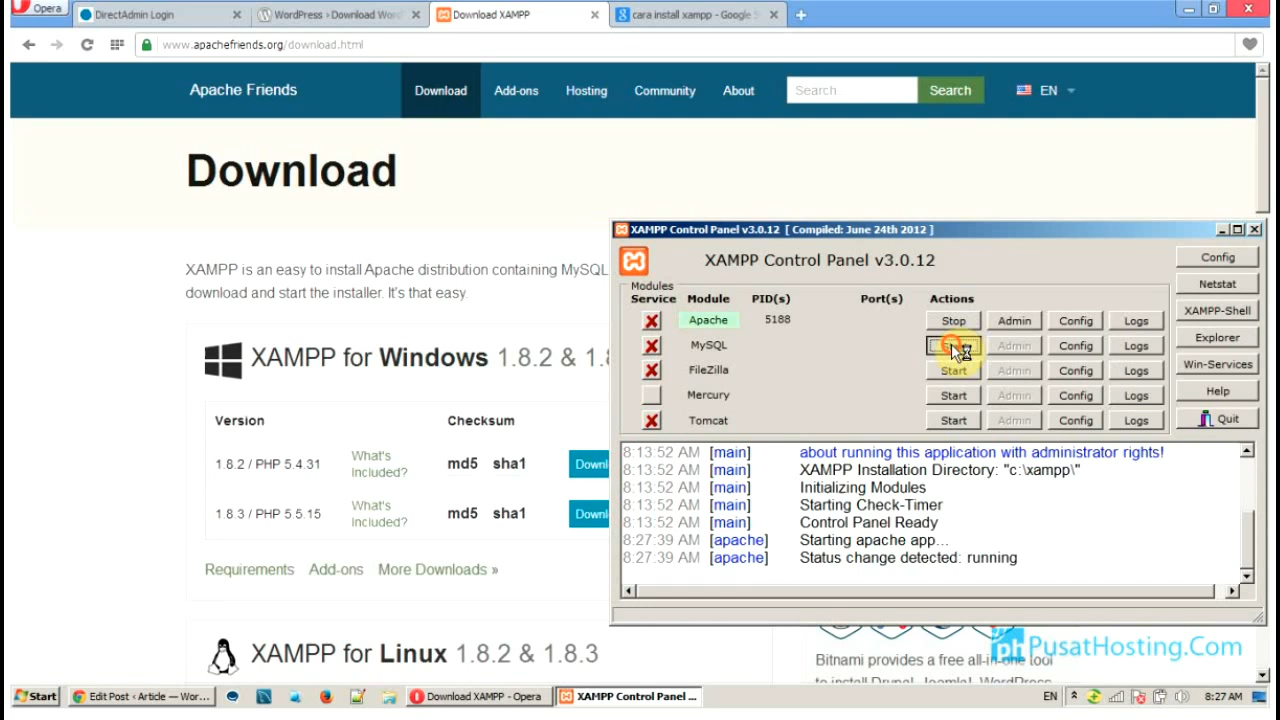 Opera
DirectAdmin Login
WordPress › Download Wor
Download XAMPP
cara install xampp - Google S
www.apachefriends.org/download.html
Apache Friends
Download
Add-ons
Hosting
Community
About
Search
Search
EN
Download
XAMPP is an easy to install Apache distribution containing MySQL
download and start the installer. It's that easy.
XAMPP for Windows 1.8.2 & 1.8
Version
Checksum
1.8.2 / PHP 5.4.31
What's
Included?
md5 sha1
Downl
1.8.3 / PHP 5.5.15
What's
Included?
md5 sha1
Downl
Requirements Add-ons More Downloads »
XAMPP for Linux 1.8.2 & 1.8.3
XAMPP Control Panel v3.0.12 [ Compiled: June 24th 2012 ]
XAMPP Control Panel v3.0.12
Modules
Service Module PID(s) Port(s) Actions
Apache 5188 Stop Admin Config Logs
MySQL Admin Config Logs
FileZilla Start Admin Config Logs
Mercury Start Admin Config Logs
Tomcat Start Admin Config Logs
Config
Netstat
XAMPP-Shell
Explorer
Win-Services
Help
Quit
8:13:52 AM [main] about running this application with administrator rights!
8:13:52 AM [main] XAMPP Installation Directory: "c:\xampp\"
8:13:52 AM [main] Initializing Modules
8:13:52 AM [main] Starting Check-Timer
8:13:52 AM [main] Control Panel Ready
8:27:39 AM [apache] Starting apache app...
8:27:39 AM [apache] Status change detected: running
ph PusatHosting.Com
Bitnami provides a free all-in-one tool
to install Drupal, Joomla!, WordPress
Start
Edit Post ‹ Article — Wor...
Download XAMPP - Opera
XAMPP Control Panel ...
EN
8:27 AM